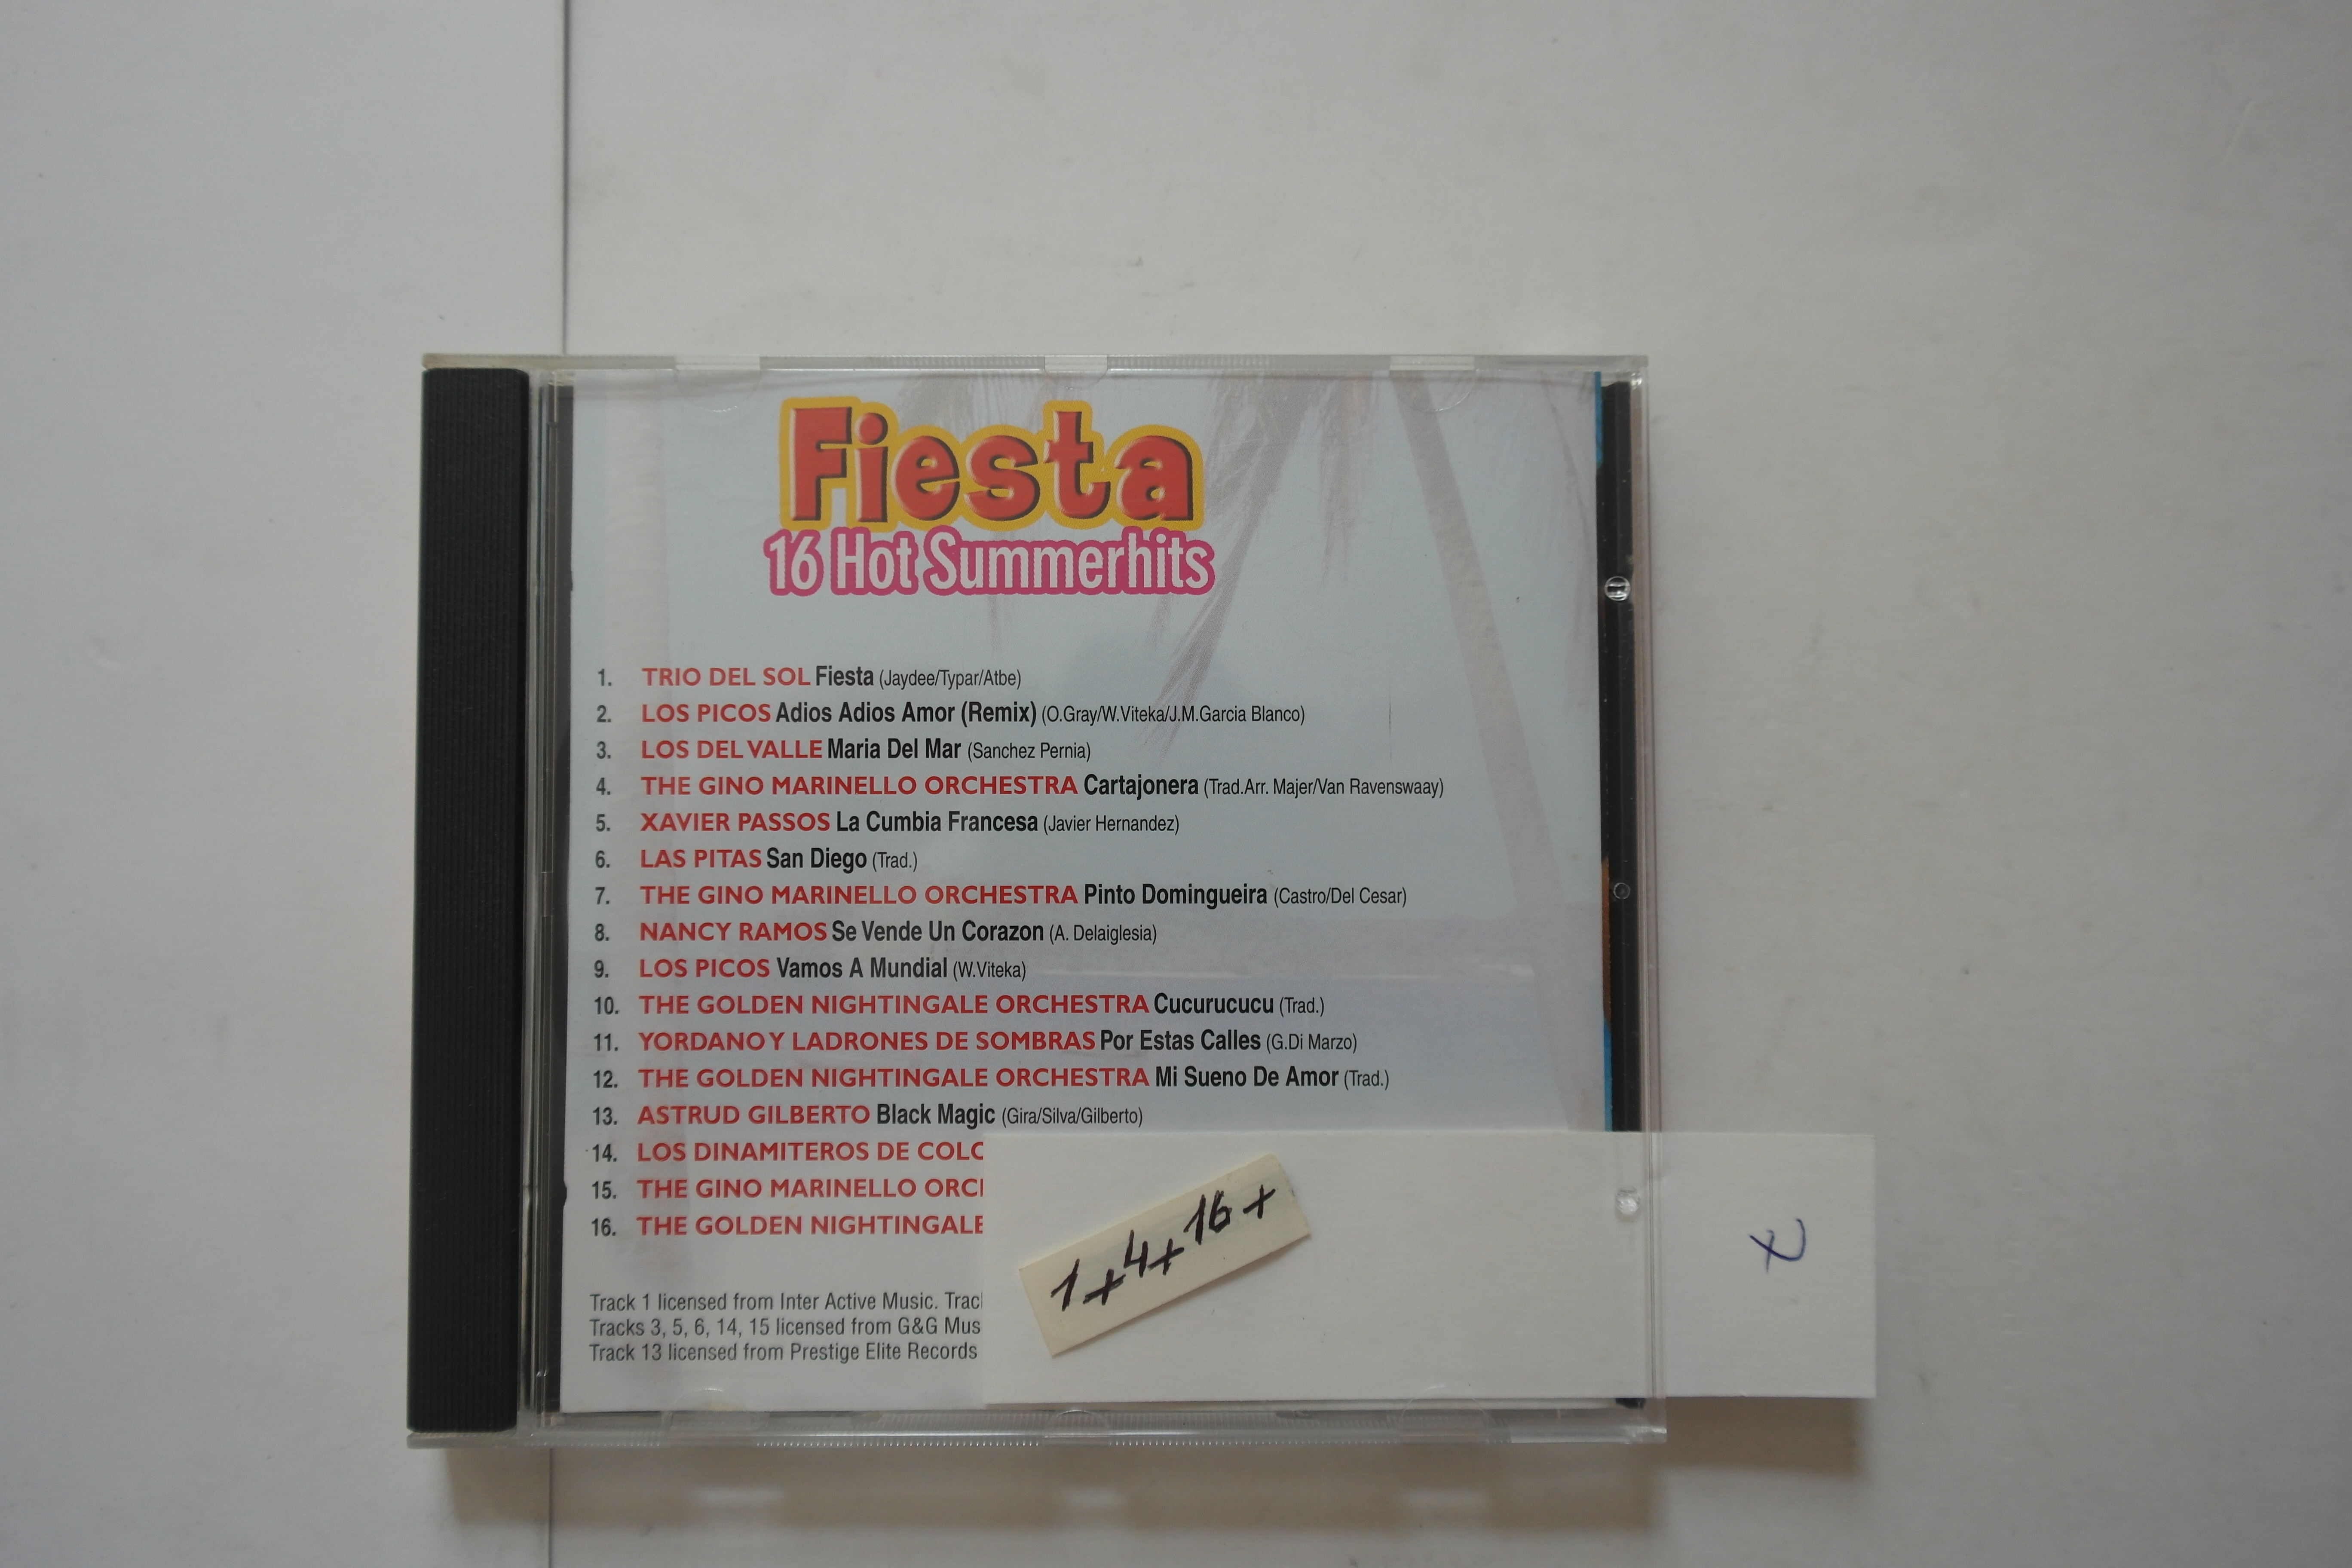 Fiesta
16 Hot Summerhits
1. TRIO DEL SOL Fiesta (Jaydee/Typar/Atbe)
2. LOS PICOS Adios Adios Amor (Remix) (O.Gray/W.Viteka/J.M.Garcia Blanco)
3. LOS DEL VALLE Maria Del Mar (Sanchez Pernia)
4. THE GINO MARINELLO ORCHESTRA Cartajonera (Trad.Arr. Majer/Van Ravenswaay)
5. XAVIER PASSOS La Cumbia Francesa (Javier Hernandez)
6. LAS PITAS San Diego (Trad.)
7. THE GINO MARINELLO ORCHESTRA Pinto Domingueira (Castro/Del Cesar)
8. NANCY RAMOS Se Vende Un Corazon (A. Delaiglesia)
9. LOS PICOS Vamos A Mundial (W.Viteka)
10. THE GOLDEN NIGHTINGALE ORCHESTRA Cucurucucu (Trad.)
11. YORDANO Y LADRONES DE SOMBRAS Por Estas Calles (G.Di Marzo)
12. THE GOLDEN NIGHTINGALE ORCHESTRA Mi Sueno De Amor (Trad.)
13. ASTRUD GILBERTO Black Magic (Gira/Silva/Gilberto)
14. LOS DINAMITEROS DE
15. THE GINO MARINELLO
16. THE GOLDEN NIGHTINGALE
1+4+16+
Track 1 licensed from Inter Active Music.
Tracks 3, 5, 6, 14, 15 licensed from G&G
Track 13 licensed from Prestige Elite Records